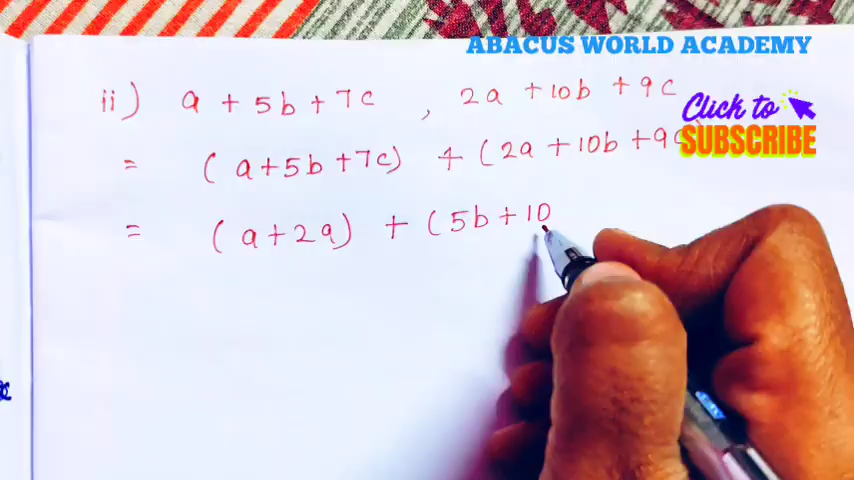 ABACUS WORLD ACADEMY
ii) a + 5b + 7c , 2a + 10b + 9c
Click to
SUBSCRIBE
= (a+5b+7c) + (2a+10b+9c)
= (a+2a) + (5b+10